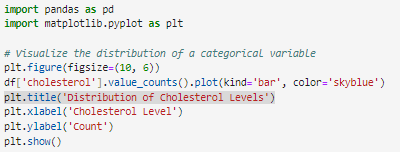 import pandas as pd
import matplotlib.pyplot as plt
# Visualize the distribution of a categorical variable
plt.figure(figsize=(10, 6))
df['cholesterol'].value_counts().plot(kind='bar', color='skyblue')
plt.title('Distribution of Cholesterol Levels')
plt.xlabel('Cholesterol Level')
plt.ylabel('Count')
plt.show()